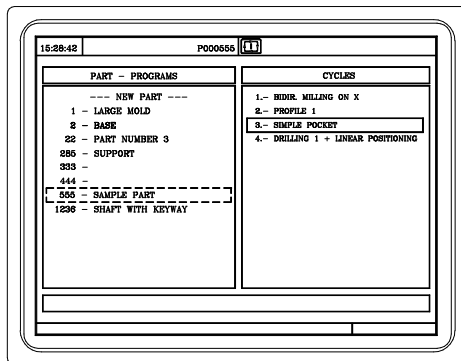 15:28:42 P000555
PART - PROGRAMS
--- NEW PART ---
1 - LARGE MOLD
2 - BASE
22 - PART NUMBER 3
285 - SUPPORT
333 -
444 -
555 - SAMPLE PART
1236 - SHAFT WITH KEYWAY
CYCLES
1.- BIDIR. MILLING ON X
2.- PROFILE 1
3.- SIMPLE POCKET
4.- DRILLING 1 + LINEAR POSITIONING